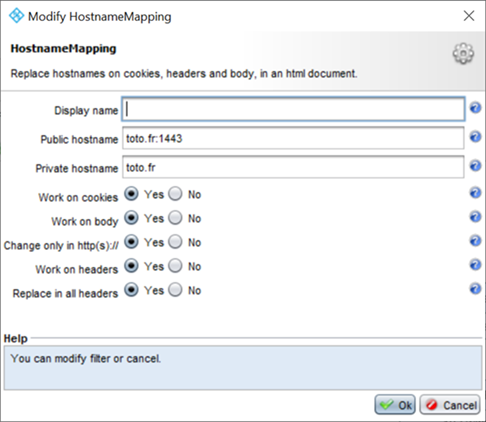 Modify HostnameMapping
HostnameMapping
Replace hostnames on cookies, headers and body, in an html document.
Display name
Public hostname toto.fr:1443
Private hostname toto.fr
Work on cookies Yes No
Work on body Yes No
Change only in http(s):// Yes No
Work on headers Yes No
Replace in all headers Yes No
Help
You can modify filter or cancel.
Ok Cancel